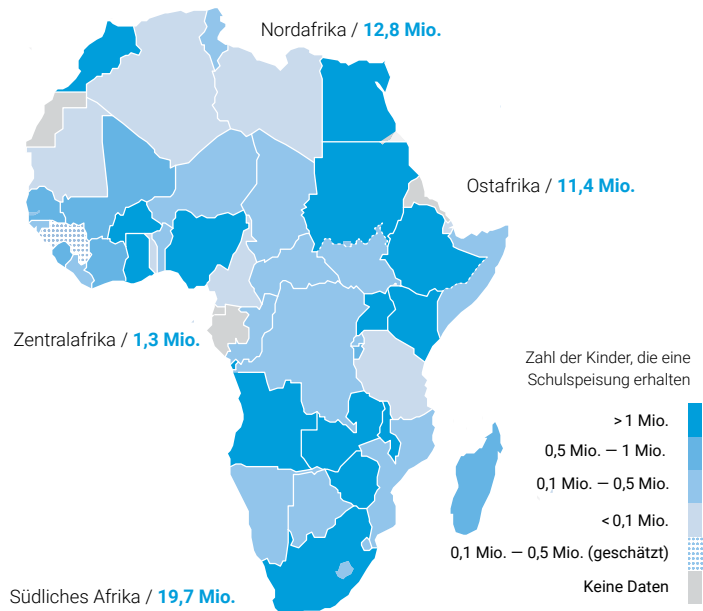 Nordafrika / 12,8 Mio.
Ostafrika / 11,4 Mio.
Zentralafrika / 1,3 Mio.
Zahl der Kinder, die eine
Schulspeisung erhalten
> 1 Mio.
0,5 Mio. — 1 Mio.
0,1 Mio. — 0,5 Mio.
< 0,1 Mio.
0,1 Mio. — 0,5 Mio. (geschätzt)
Keine Daten
Südliches Afrika / 19,7 Mio.